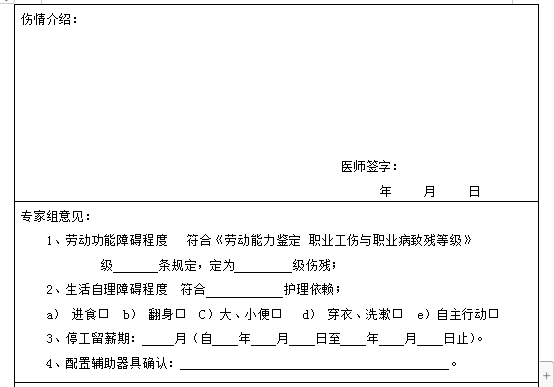 伤情介绍：
医师签字：
年 月 日
专家组意见：
1、劳动功能障碍程度 符合《劳动能力鉴定 职业工伤与职业病致残等级》
级______条规定，定为________级伤残；
2、生活自理障碍程度 符合__________护理依赖；
a) 进食□ b) 翻身□ C）大、小便□ d) 穿衣、洗漱□ e）自主行动□
3、停工留薪期：____月（自____年____月____日至____年____月____日止）。
4、配置辅助器具确认：____________________________________。